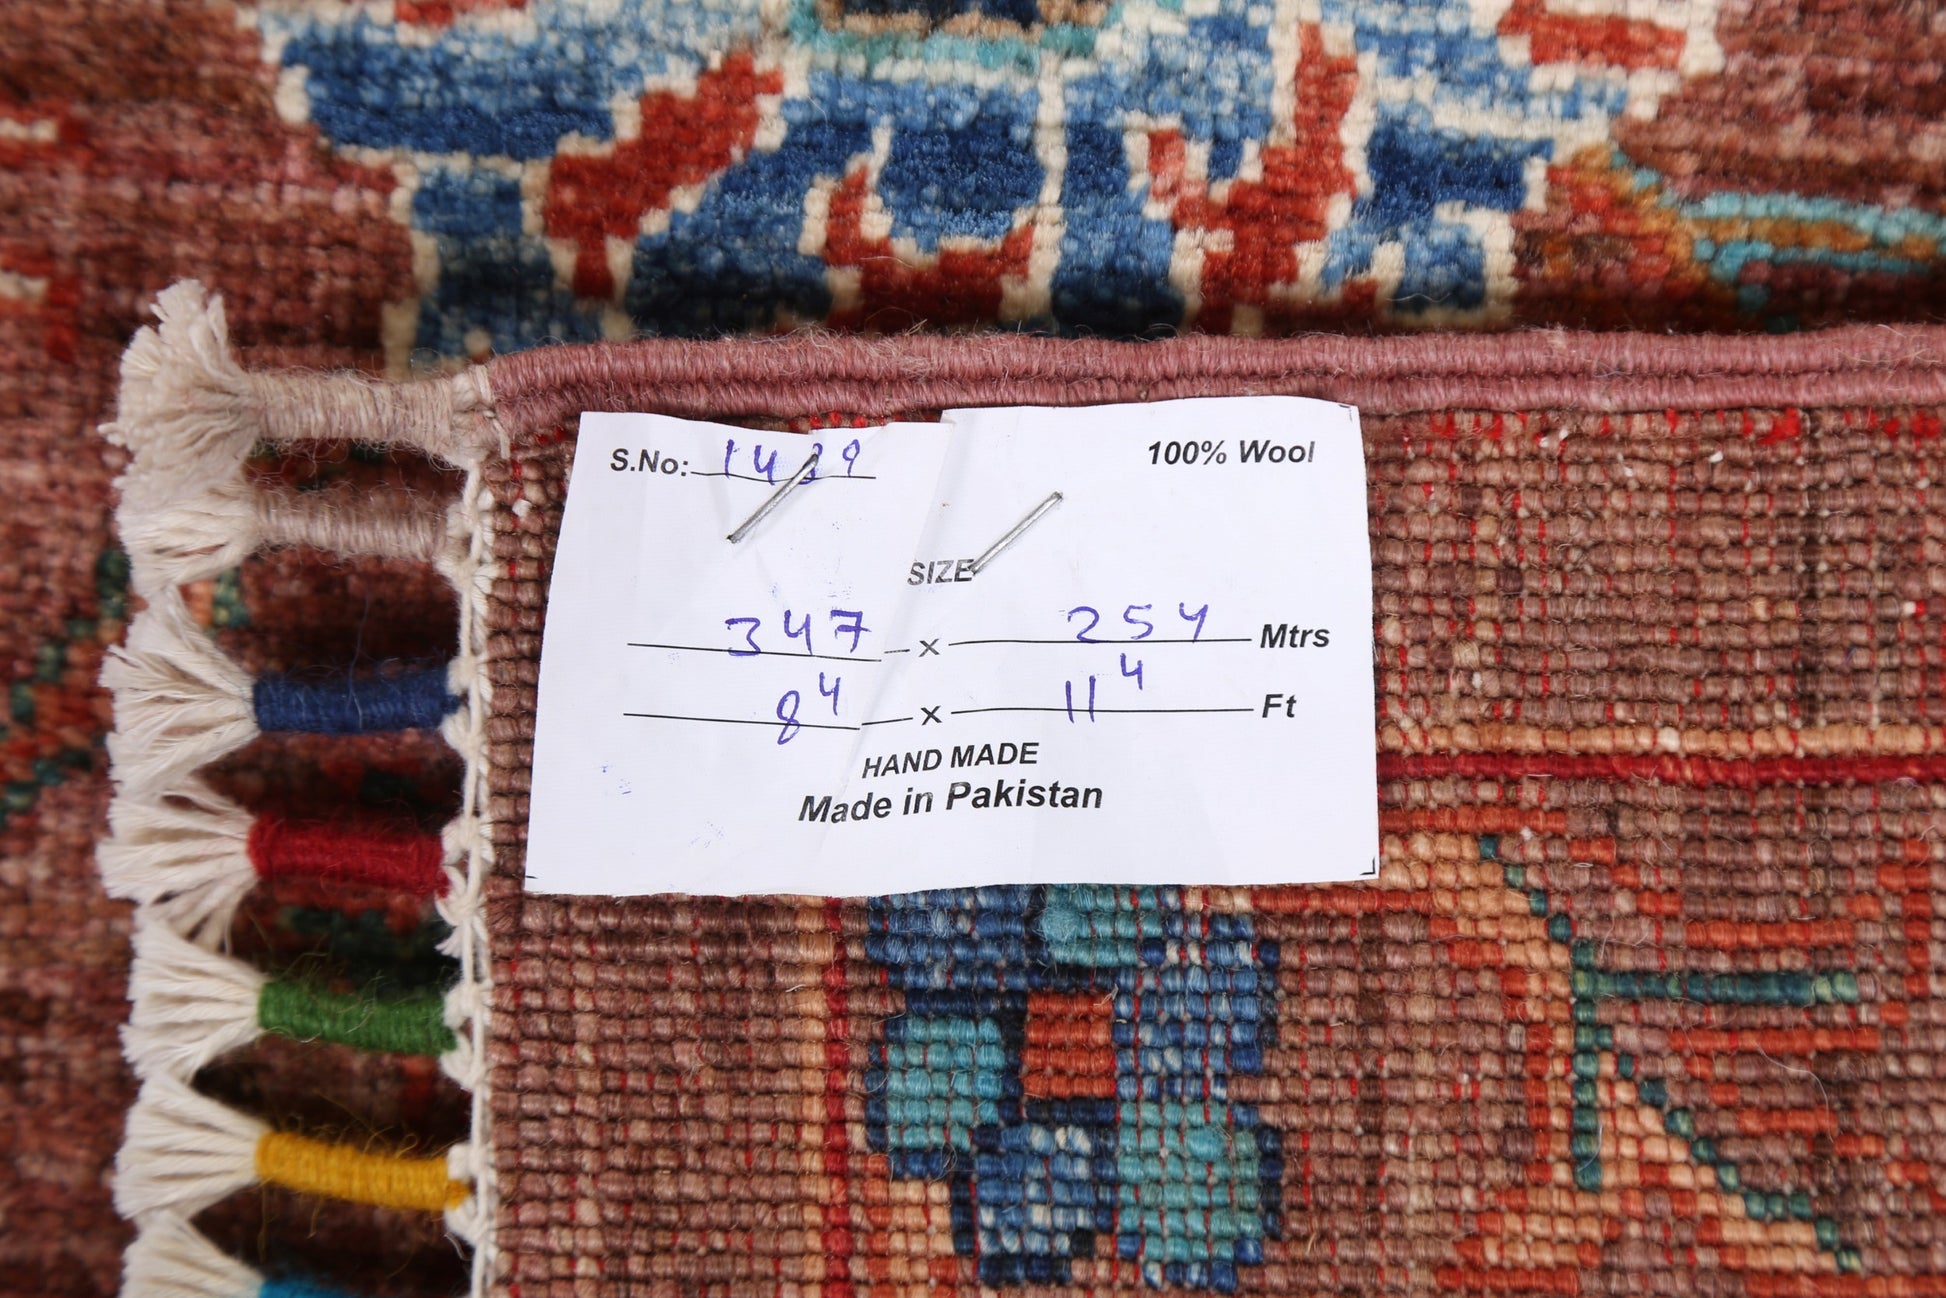 S.No: 1439 100% Wool
SIZE
347 x 254 Mtrs
8 4 x 11 4 Ft
HAND MADE
Made in Pakistan